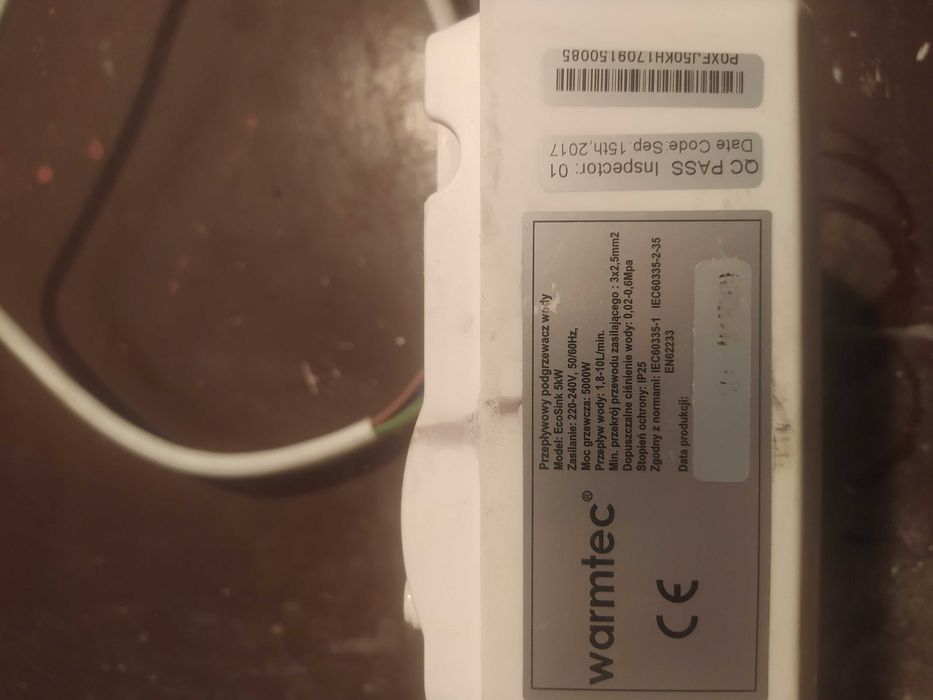 warmtec®
CE
Przepływowy podgrzewacz wody
Model: EcoSink 5kW
Zasilanie: 220-240V, 50/60Hz,
Moc grzewcza: 5000W
Przepływ wody: 1,8-10L/min.
Min. przekrój przewodu zasilającego : 3x2,5mm2
Dopuszczalne ciśnienie wody: 0,02-0,6Mpa
Stopień ochrony: IP25
Zgodny z normami: IEC60335-1 IEC60335-2-35
EN62233
Data produkcji:
QC PASS Inspector: 01
Date Code:Sep.15th,2017
P0XFJ50KH1709150085